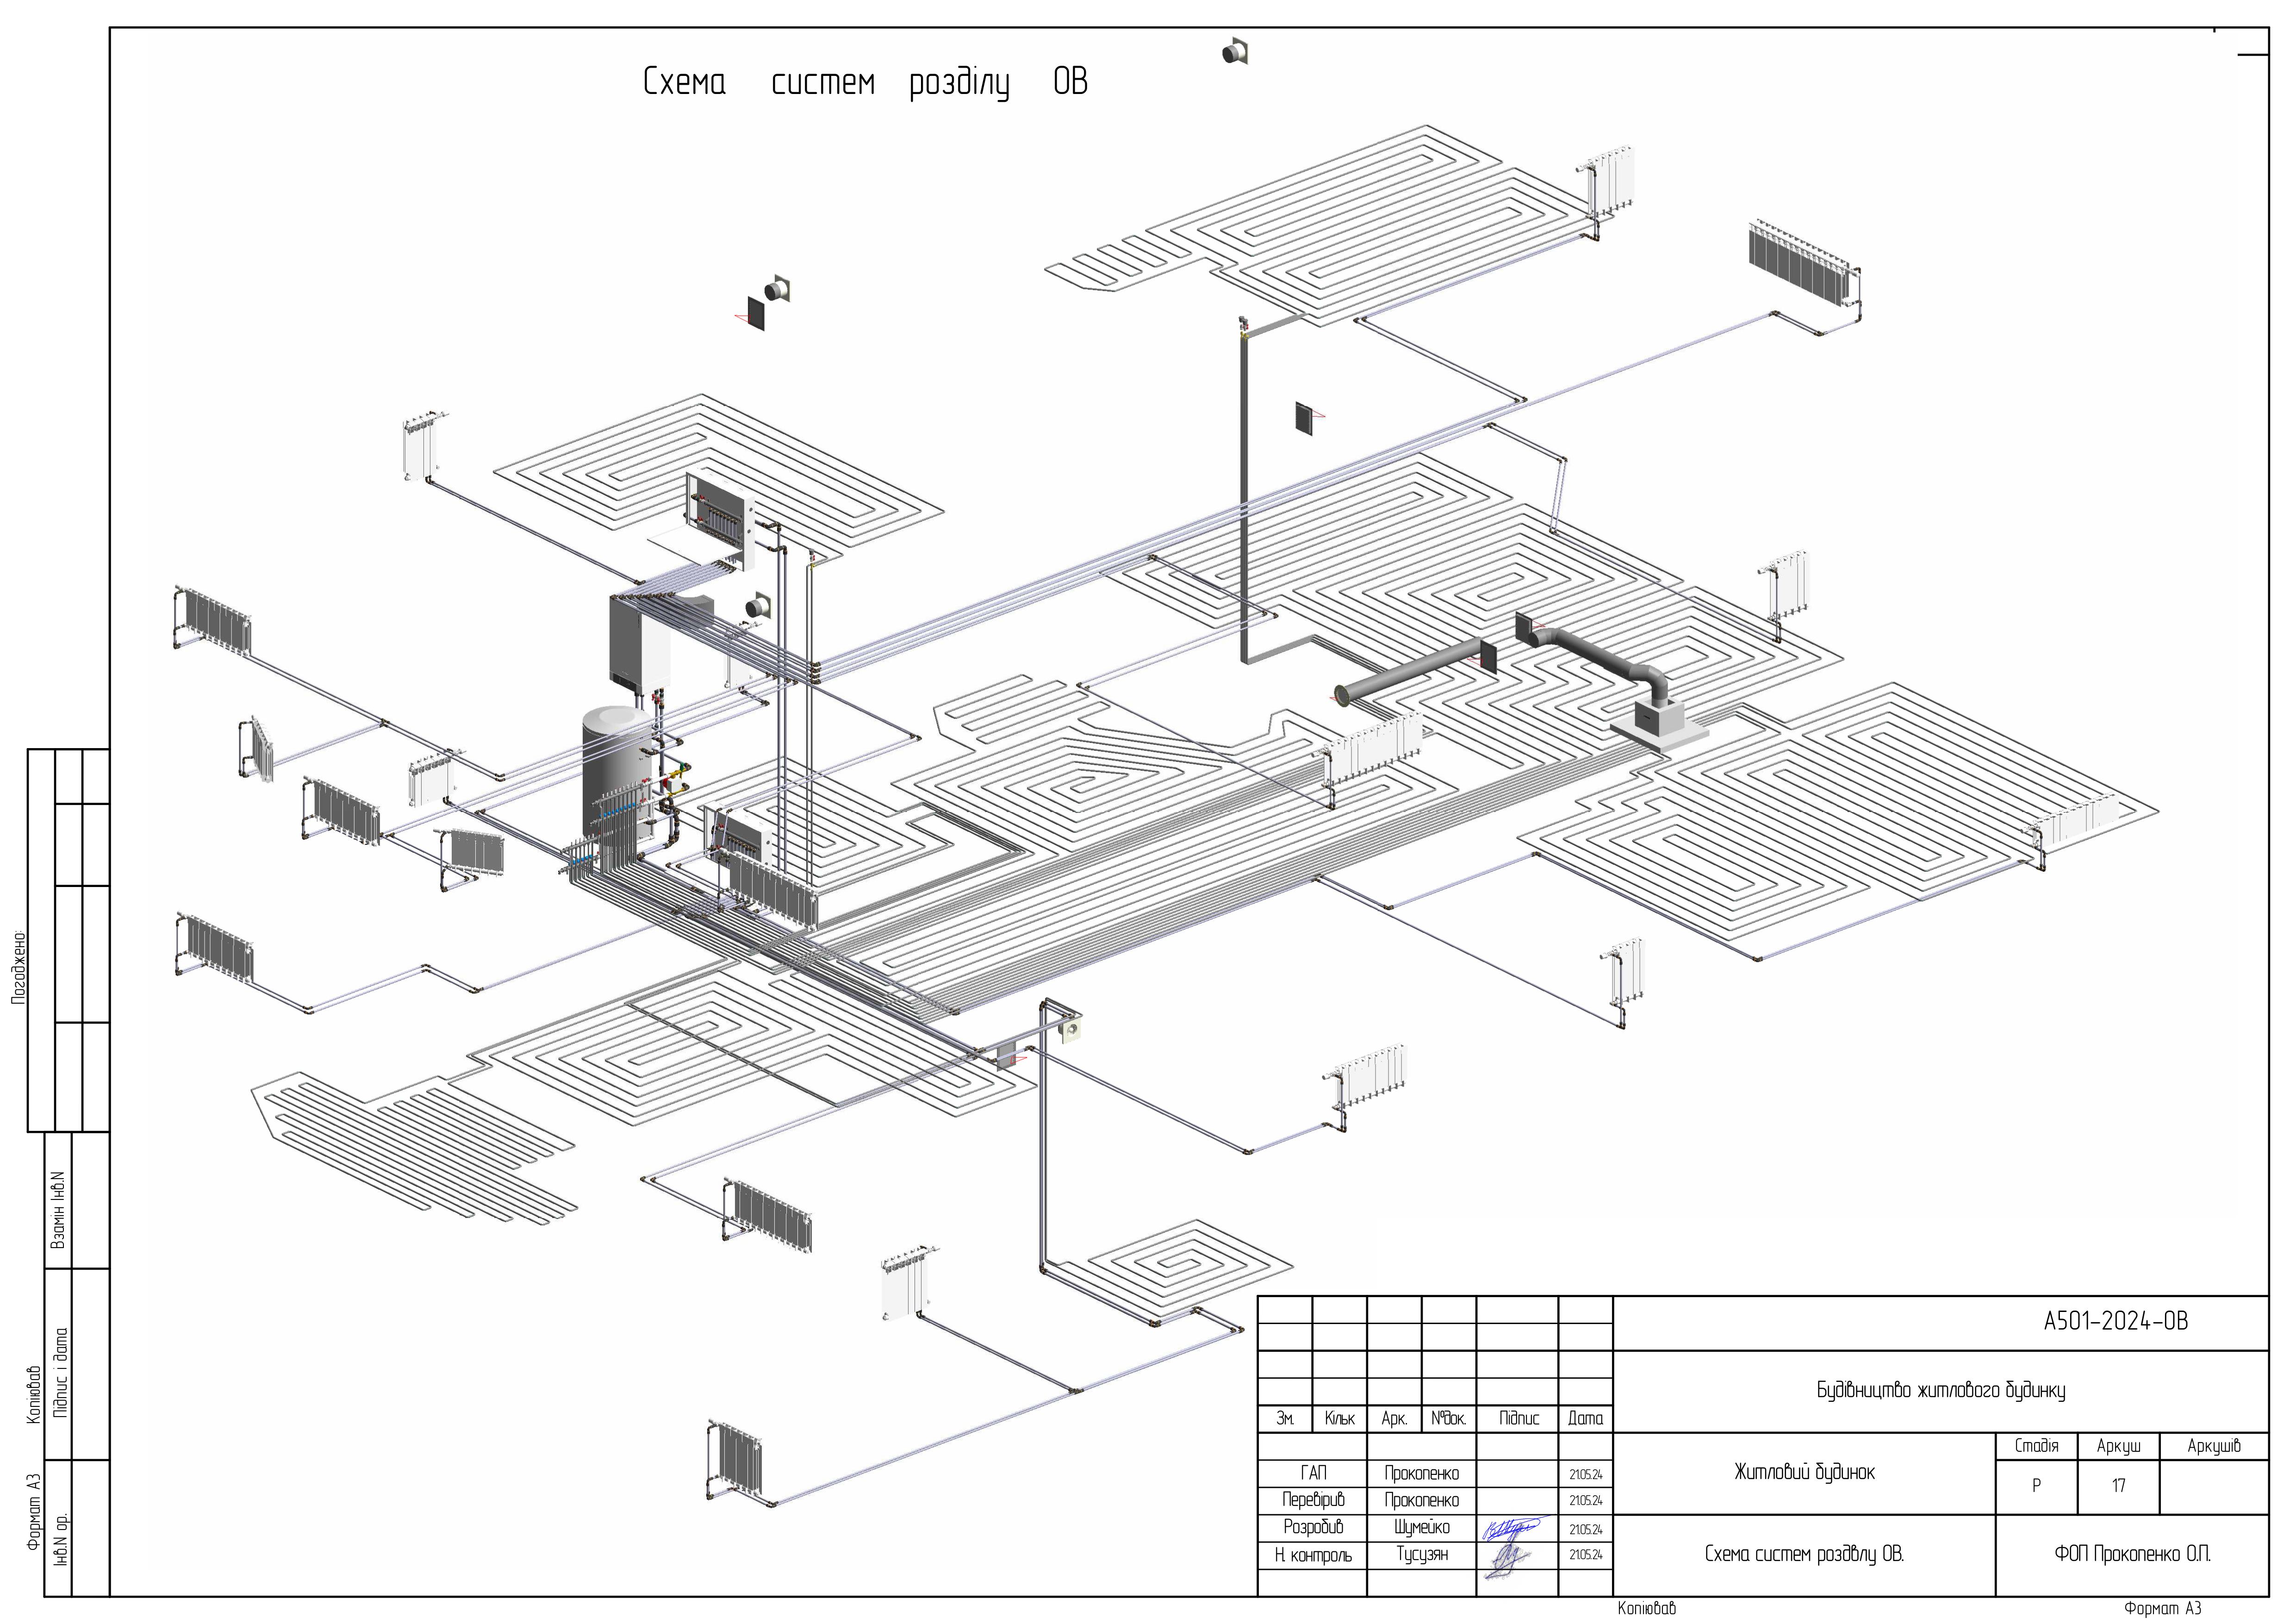 Схема систем розділу ОВ
Погоджено:
Взамін Інв.N
Підпис і дата
Інв.N ор.
Копіював
Формат А3
А501-2024-ОВ
Будівництво житлового будинку
Зм. Кільк Арк. №док. Підпис Дата
Житловий будинок
Стадія Аркуш Аркушів
Р 17
ГАП Прокопенко 21.05.24
Перевірив Прокопенко 21.05.24
Розробив Шумейко 21.05.24
Н. контроль Тусузян 21.05.24
Схема систем роздвлу ОВ.
ФОП Прокопенко О.П.
Копіював
Формат А3